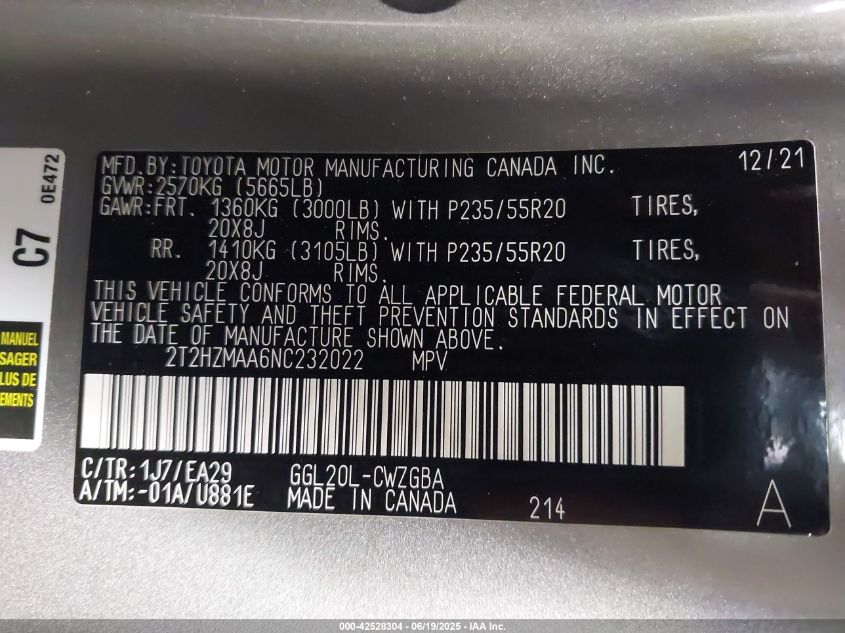 0E472
C7
MANUEL
SAGER
LUS DE
EMENTS
MFD.BY:TOYOTA MOTOR MANUFACTURING CANADA INC. 12/21
GVWR:2570KG (5665LB)
GAWR:FRT. 1360KG (3000LB) WITH P235/55R20 TIRES,
20X8J RIMS.
RR. 1410KG (3105LB) WITH P235/55R20 TIRES,
20X8J RIMS.
THIS VEHICLE CONFORMS TO ALL APPLICABLE FEDERAL MOTOR
VEHICLE SAFETY AND THEFT PREVENTION STANDARDS IN EFFECT ON
THE DATE OF MANUFACTURE SHOWN ABOVE.
2T2HZMAA6NC232022 MPV
C/TR:1J7/EA29 GGL20L-CWZGBA
A/TM:-01A/U881E MADE IN CANADA 214 A
000-42528304 - 06/19/2025 - IAA Inc.